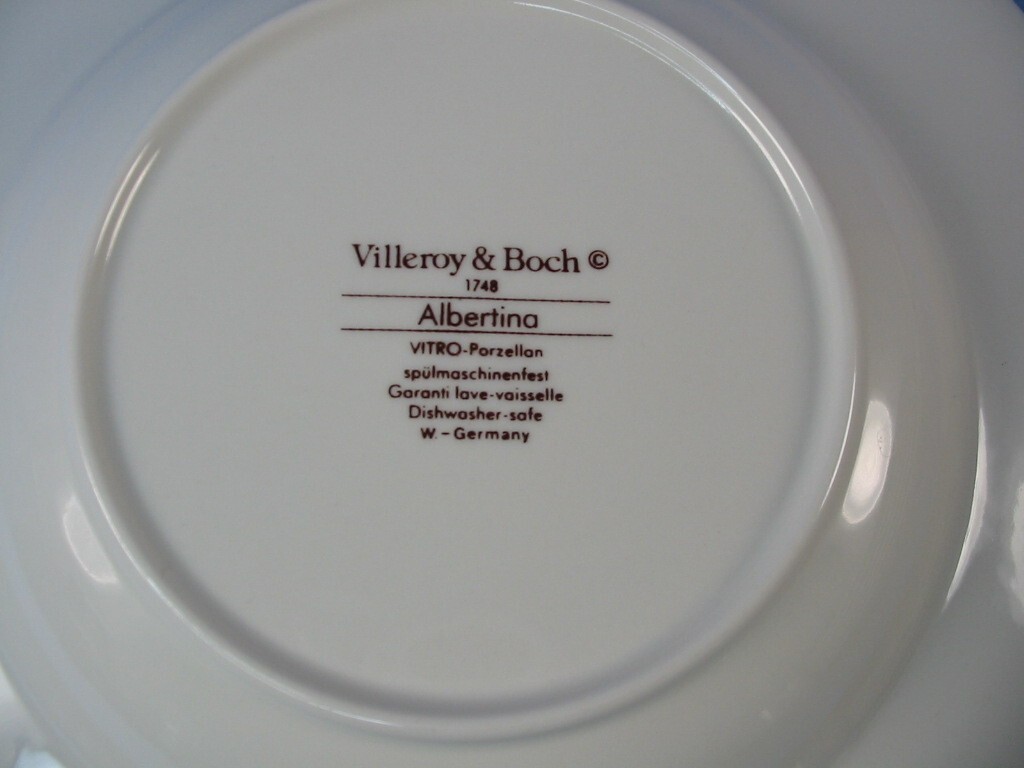 Villeroy & Boch ©
1748
Albertina
VITRO-Porzellan
spülmaschinenfest
Garanti lave-vaisselle
Dishwasher-safe
W.-Germany